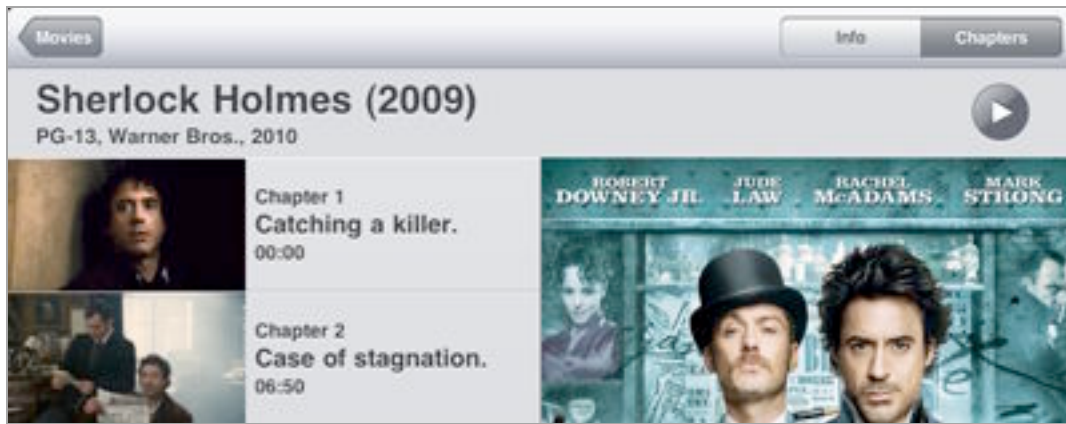 Movies
Info
Chapters
Sherlock Holmes (2009)
PG-13, Warner Bros., 2010
Chapter 1
Catching a killer.
00:00
Chapter 2
Case of stagnation.
06:50
ROBERT DOWNEY JR.
JUDE LAW
RACHEL McADAMS
MARK STRONG